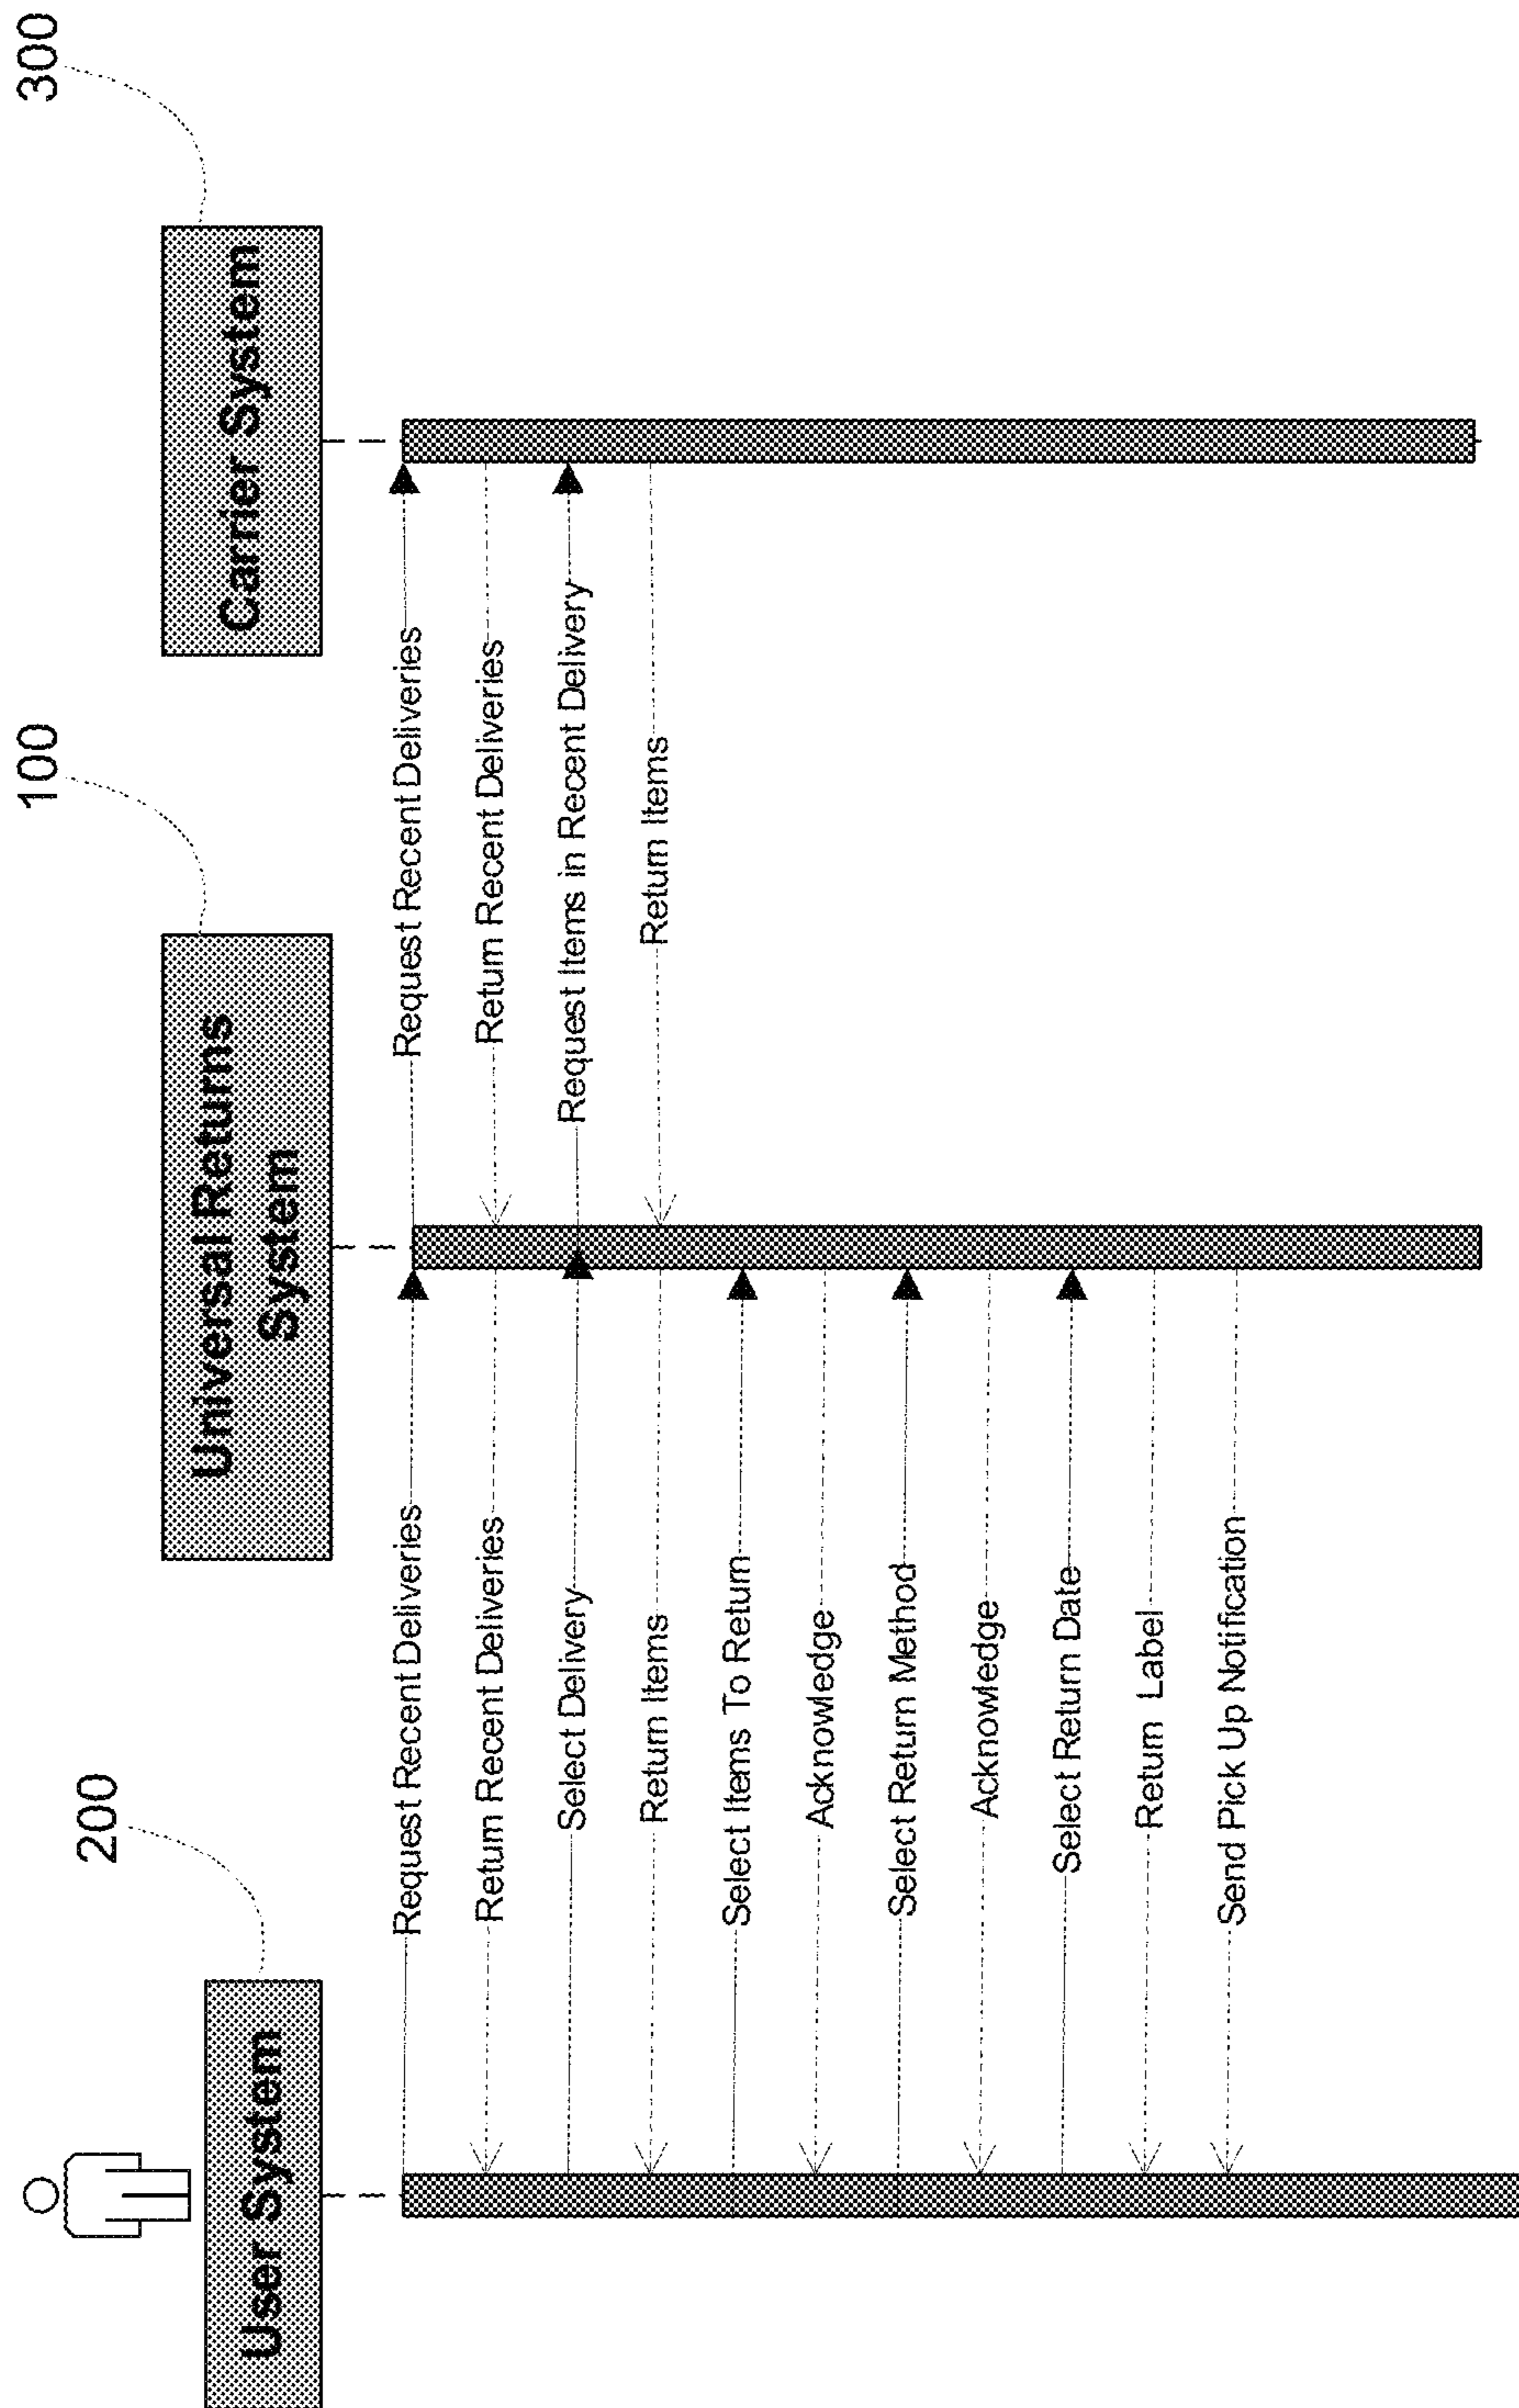 200
100
300
User System
Universal Returns
System
Carrier System
Request Recent Deliveries
Request Recent Deliveries
Return Recent Deliveries
Return Recent Deliveries
Select Delivery
Request Items in Recent Delivery
Return Items
Return Items
Select Items To Return
Acknowledge
Select Return Method
Acknowledge
Select Return Date
Return Label
Send Pick Up Notification